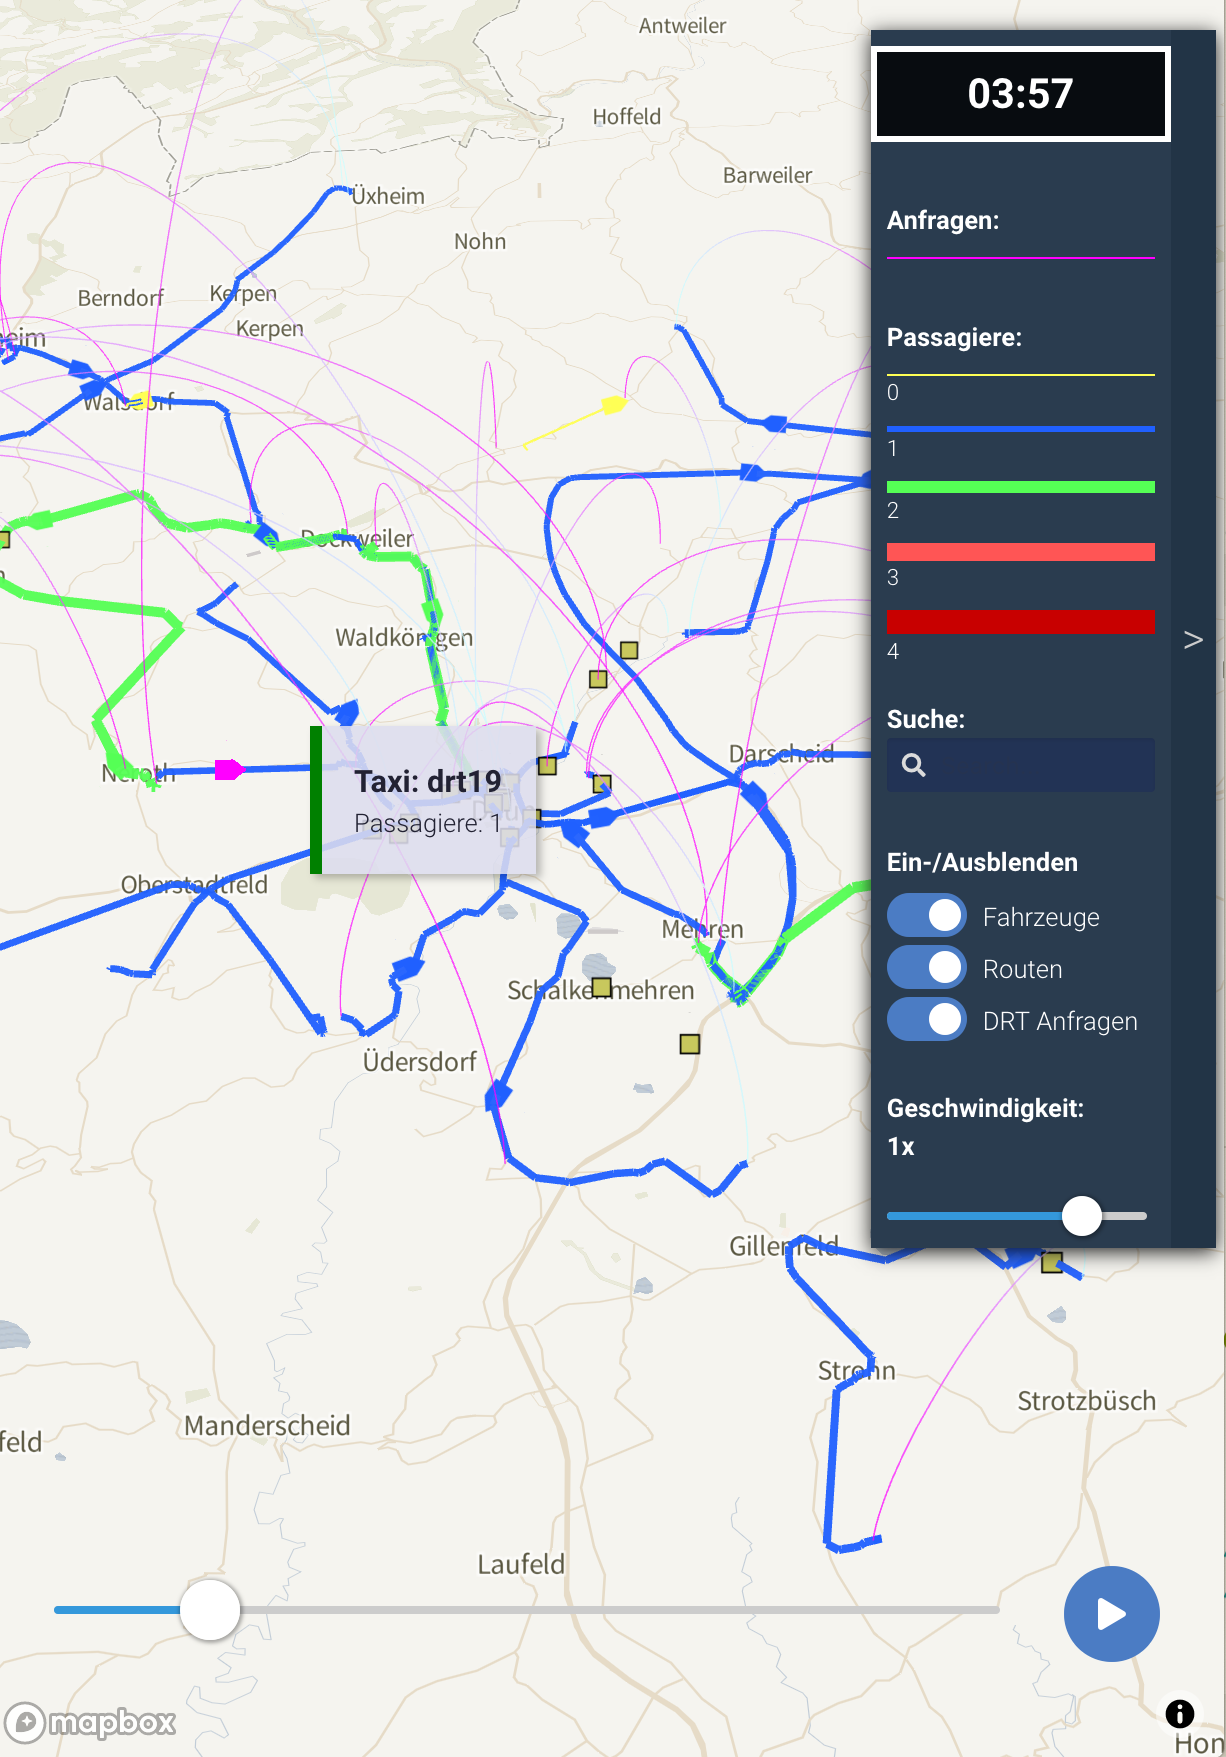 Antweiler
Hoffeld
Barweiler
Üxheim
Nohn
Berndorf
Kerpen
Kerpen
eim
Walsdorf
Dockweiler
Waldkönigen
Neroth
Darscheid
Oberstadtfeld
Mehren
Schalkenmehren
Üdersdorf
Gillenfeld
Strohn
Strotzbüsch
Manderscheid
feld
Laufeld
Hon
mapbox
Taxi: drt19
Passagiere: 1
03:57
Anfragen:
Passagiere:
0
1
2
3
4
>
Suche:
Ein-/Ausblenden
Fahrzeuge
Routen
DRT Anfragen
Geschwindigkeit:
1x